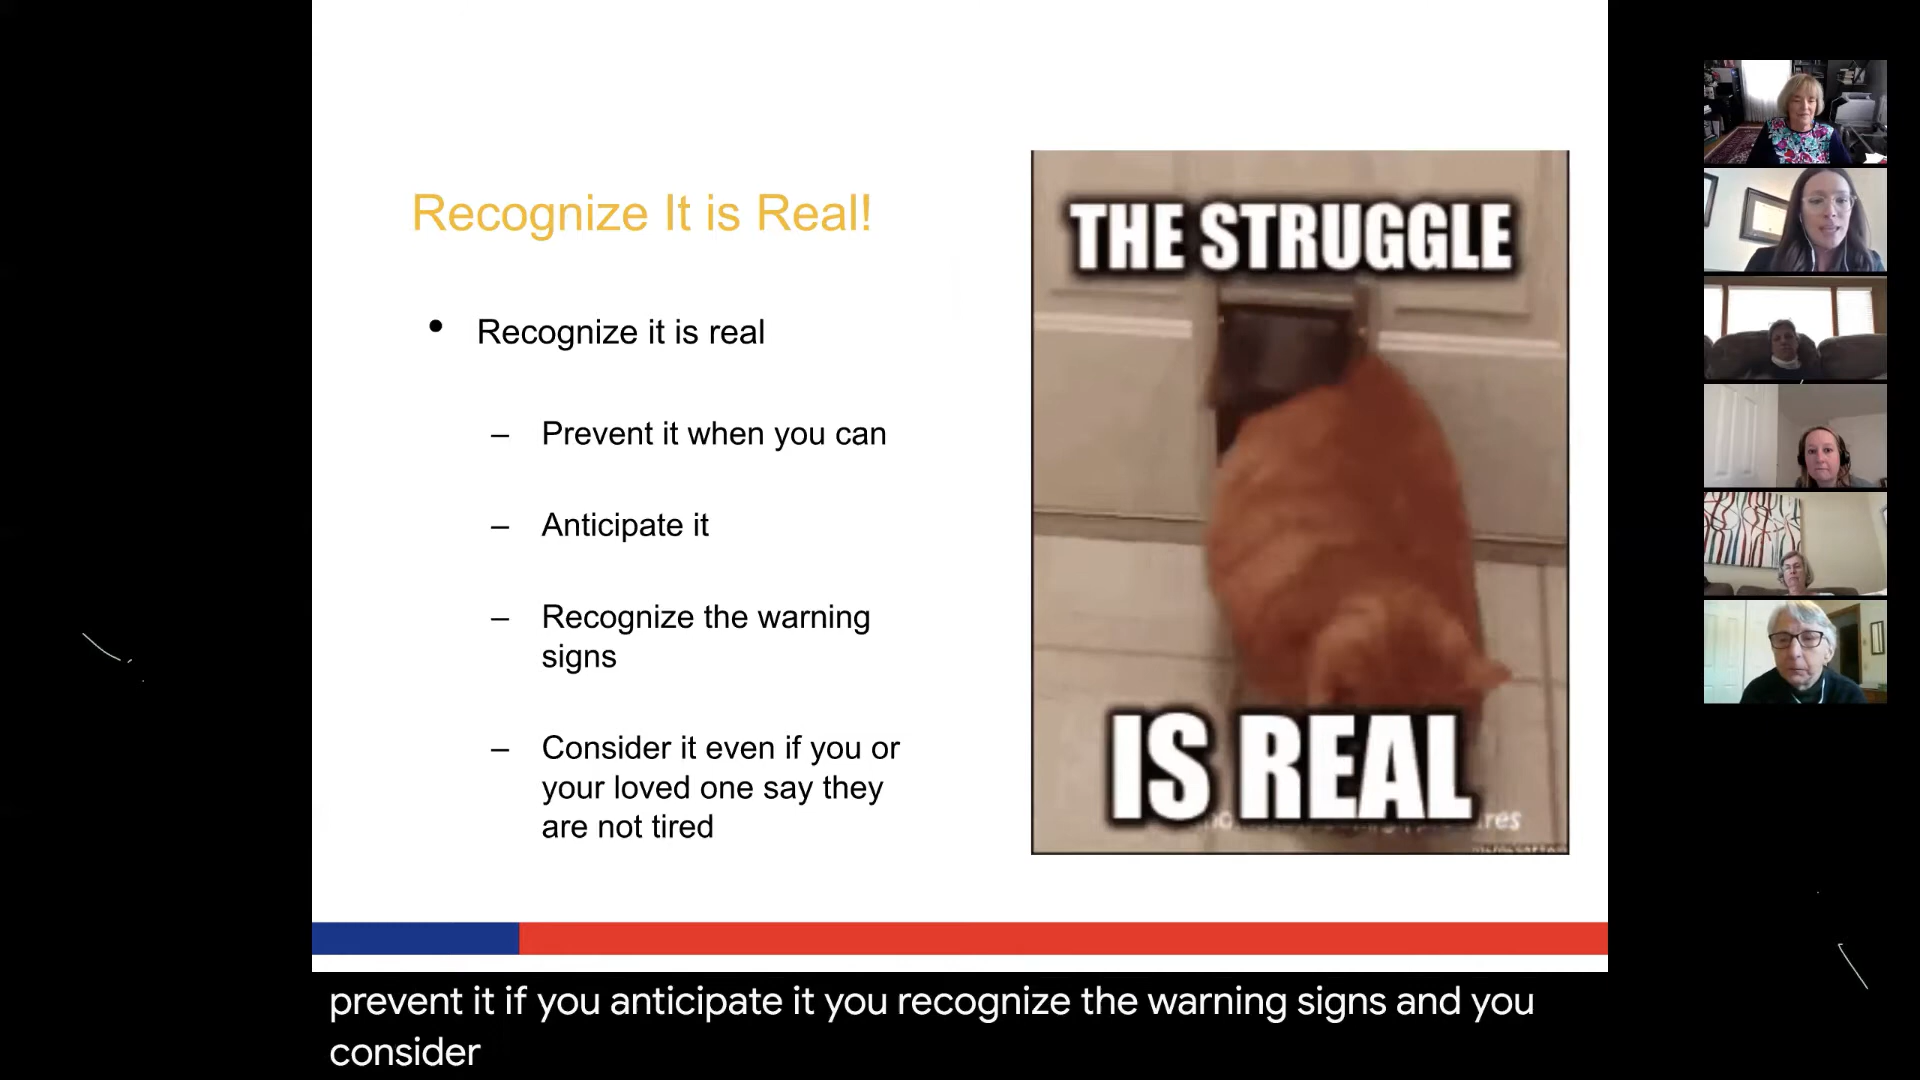 Recognize It is Real!
• Recognize it is real
– Prevent it when you can
– Anticipate it
– Recognize the warning
signs
– Consider it even if you or
your loved one say they
are not tired
THE STRUGGLE
IS REAL
prevent it if you anticipate it you recognize the warning signs and you
consider